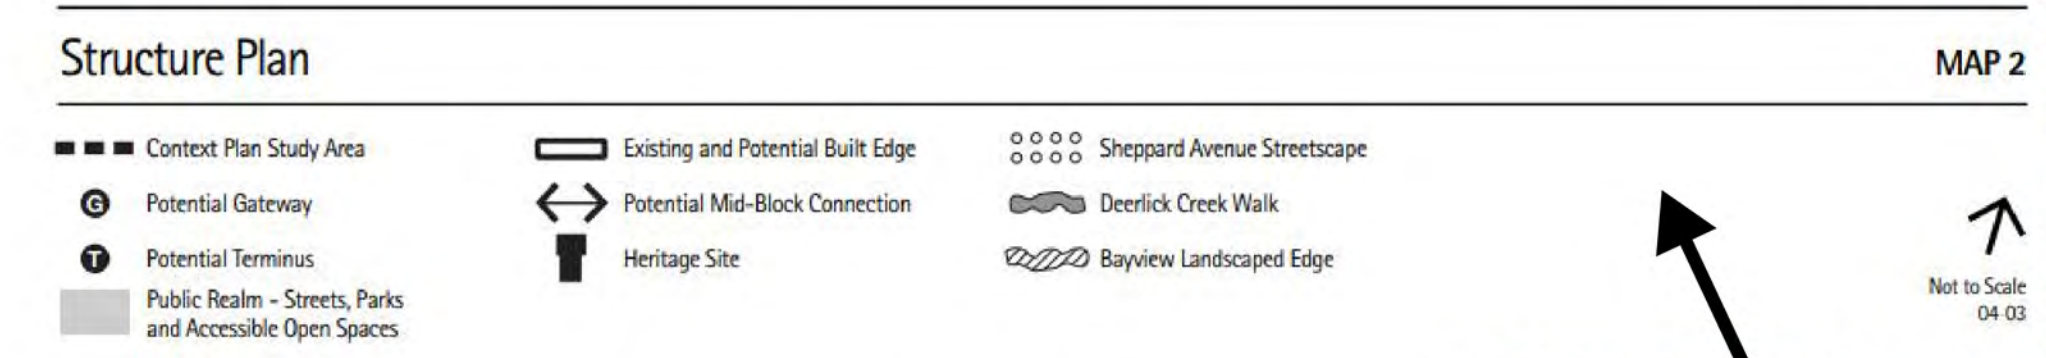 Structure Plan
MAP 2
Context Plan Study Area
G Potential Gateway
T Potential Terminus
Public Realm - Streets, Parks
and Accessible Open Spaces
Existing and Potential Built Edge
Potential Mid-Block Connection
Heritage Site
Sheppard Avenue Streetscape
Deerlick Creek Walk
Bayview Landscaped Edge
Not to Scale
04 03